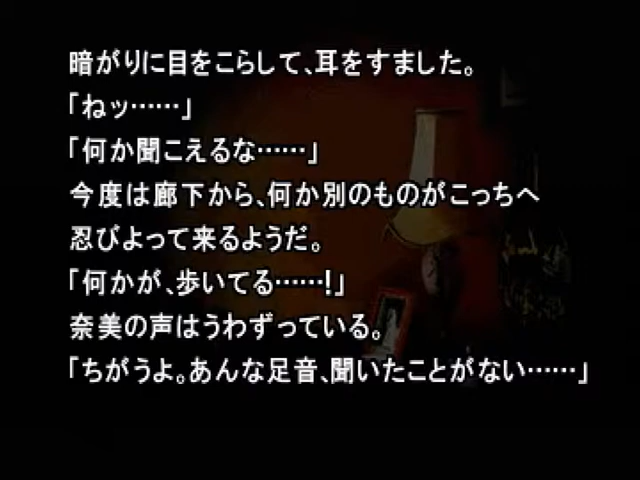 暗がりに目をこらして、耳をすました。
「ねッ……」
「何か聞こえるな……」
今度は廊下から、何か別のものがこっちへ
忍びよって来るようだ。
「何かが、歩いてる……!」
奈美の声はうわずっている。
「ちがうよ。あんな足音、聞いたことがない……」